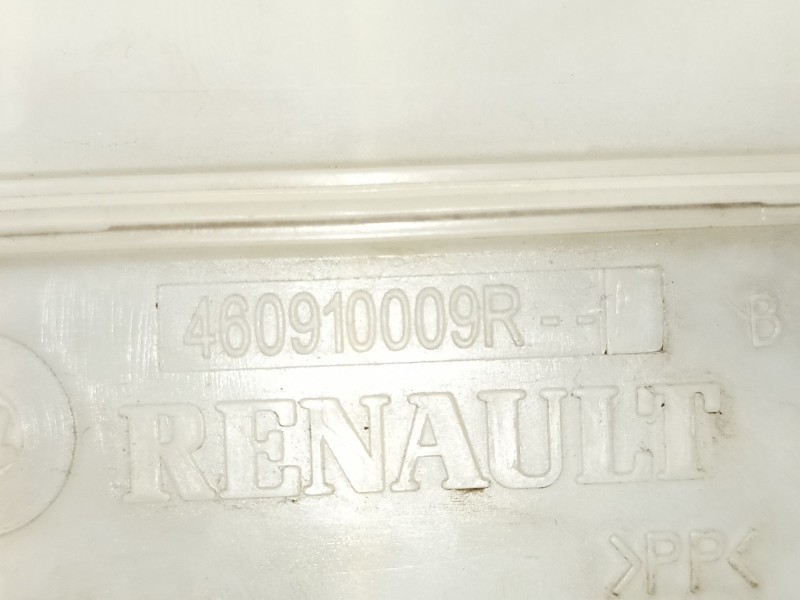 460910009R--
B
RENAULT
>PP<